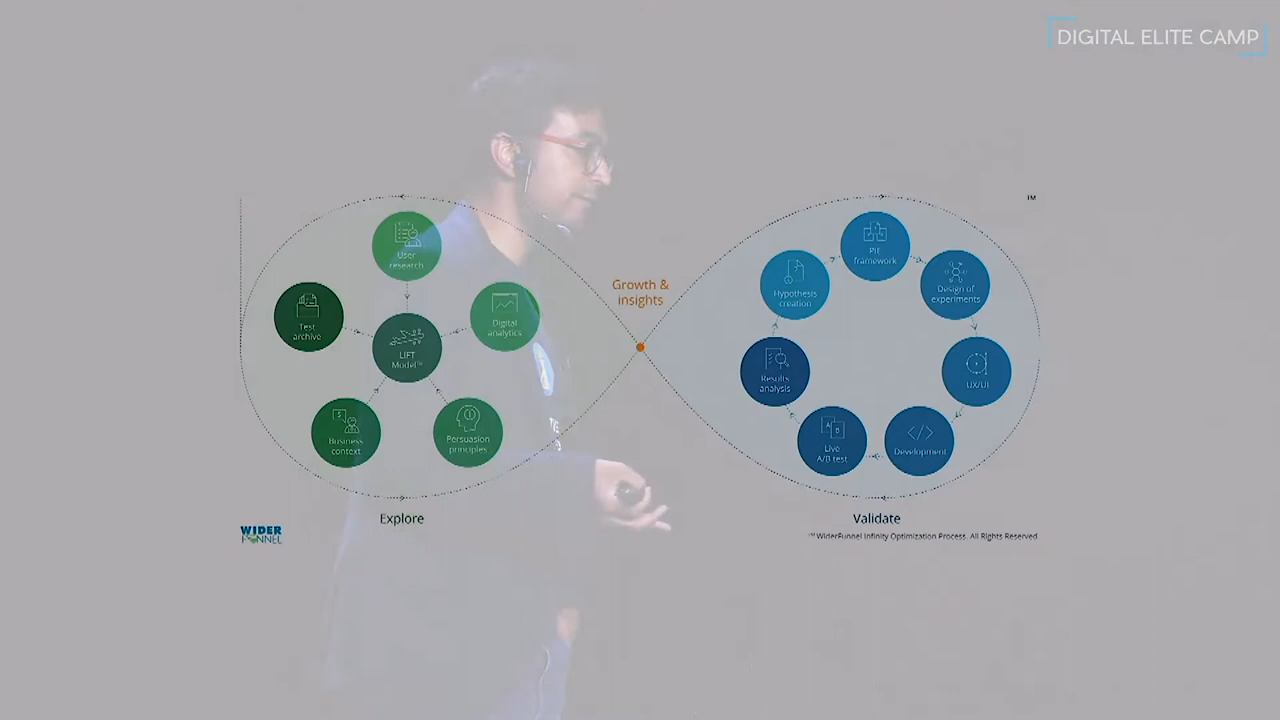 DIGITAL ELITE CAMP
TM
User
research
Test
archive
Digital
analytics
LIFT
Model™
Business
context
Persuasion
principles
Explore
Growth &
insights
PIE
framework
Hypothesis
creation
Design of
experiments
Results
analysis
UX/UI
Live
A/B test
Development
Validate
WIDER
FUNNEL
™ WiderFunnel Infinity Optimization Process. All Rights Reserved